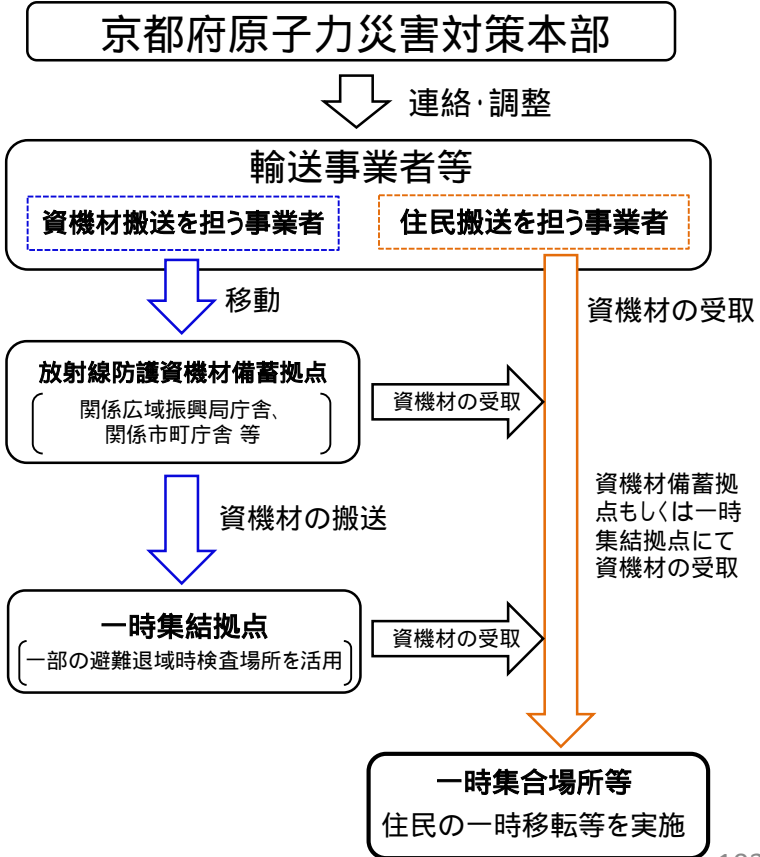 京都府原子力災害対策本部
連絡・調整
輸送事業者等
資機材搬送を担う事業者
住民搬送を担う事業者
移動
資機材の受取
放射線防護資機材備蓄拠点
関係広域振興局庁舎、
関係市町庁舎 等
資機材の受取
資機材の搬送
資機材備蓄拠
点もしくは一時
集結拠点にて
資機材の受取
一時集結拠点
一部の避難退域時検査場所を活用
資機材の受取
一時集合場所等
住民の一時移転等を実施